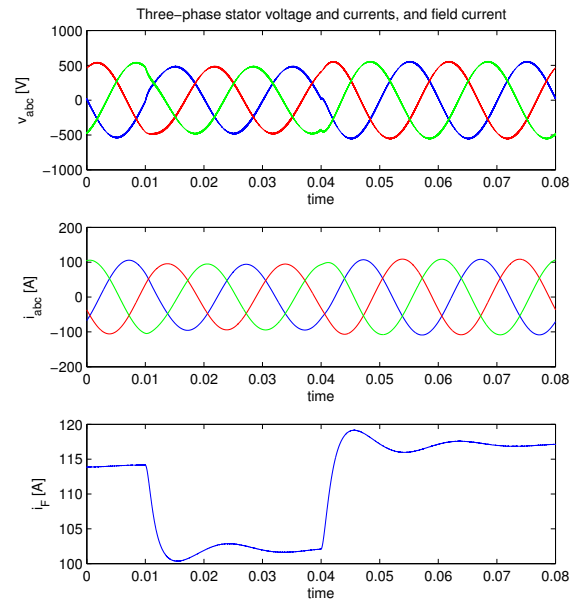 Three−phase stator voltage and currents, and field current
1000
500
0
−500
−1000
v_abc [V]
0 0.01 0.02 0.03 0.04 0.05 0.06 0.07 0.08
time
200
100
0
−100
−200
i_abc [A]
0 0.01 0.02 0.03 0.04 0.05 0.06 0.07 0.08
time
120
115
110
105
100
i_F [A]
0 0.01 0.02 0.03 0.04 0.05 0.06 0.07 0.08
time